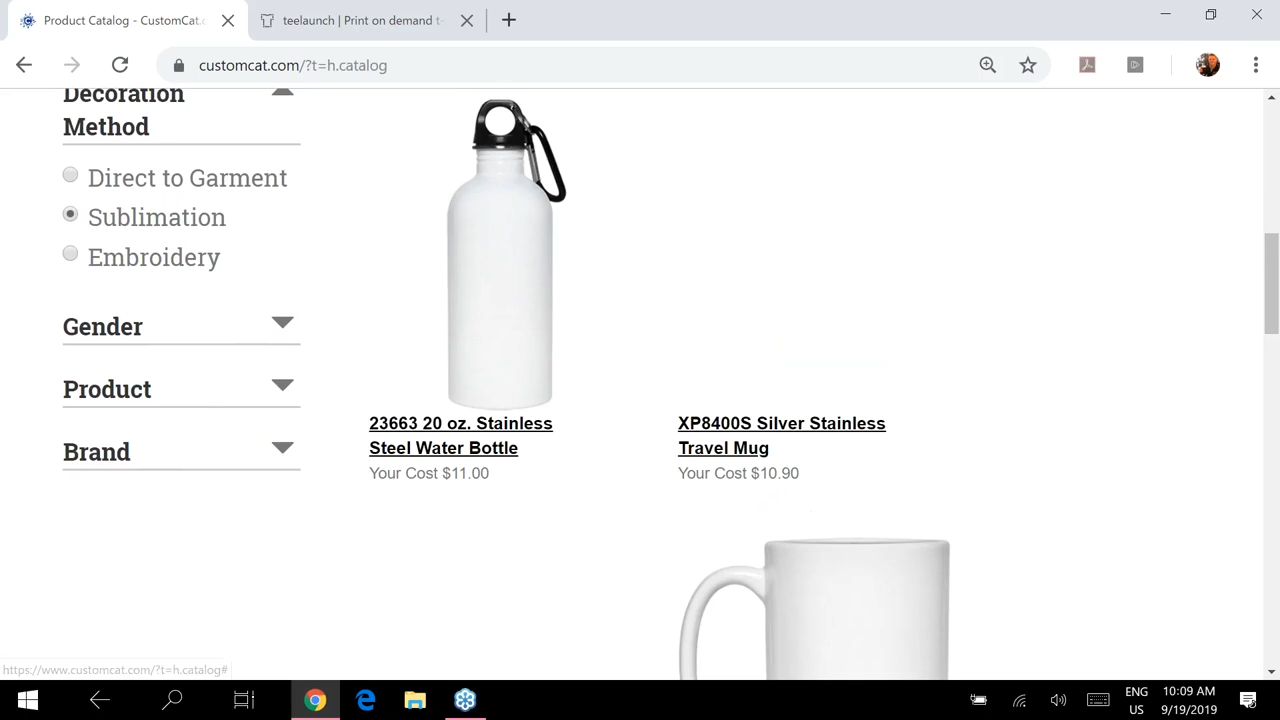 Product Catalog - CustomCat.c
teelaunch | Print on demand t-
customcat.com/?t=h.catalog
Decoration
Method
Direct to Garment
Sublimation
Embroidery
Gender
Product
Brand
23663 20 oz. Stainless
Steel Water Bottle
Your Cost $11.00
XP8400S Silver Stainless
Travel Mug
Your Cost $10.90
https://www.customcat.com/?t=h.catalog#
ENG
US
10:09 AM
9/19/2019